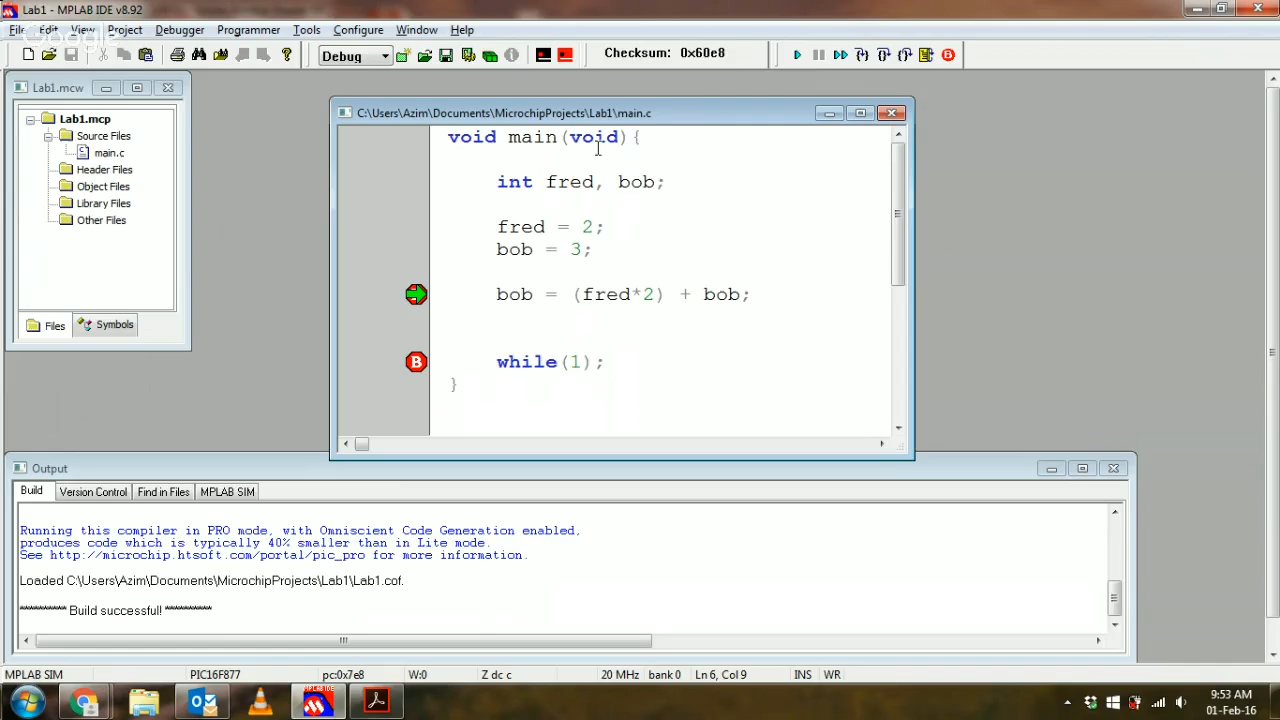 Lab1 - MPLAB IDE v8.92
File Edit View Project Debugger Programmer Tools Configure Window Help
Google
Debug
Checksum: 0x60e8
Lab1.mcw
Lab1.mcp
Source Files
main.c
Header Files
Object Files
Library Files
Other Files
Files
Symbols
C:\Users\Azim\Documents\MicrochipProjects\Lab1\main.c
void main(void){
int fred, bob;
fred = 2;
bob = 3;
bob = (fred*2) + bob;
B while(1);
}
Output
Build Version Control Find in Files MPLAB SIM
Running this compiler in PRO mode, with Omniscient Code Generation enabled,
produces code which is typically 40% smaller than in Lite mode.
See http://microchip.htsoft.com/portal/pic_pro for more information.
Loaded C:\Users\Azim\Documents\MicrochipProjects\Lab1\Lab1.cof.
********** Build successful! **********
MPLAB SIM PIC16F877 pc:0x7e8 W:0 Z dc c 20 MHz bank 0 Ln 6, Col 9 INS WR
9:53 AM
01-Feb-16